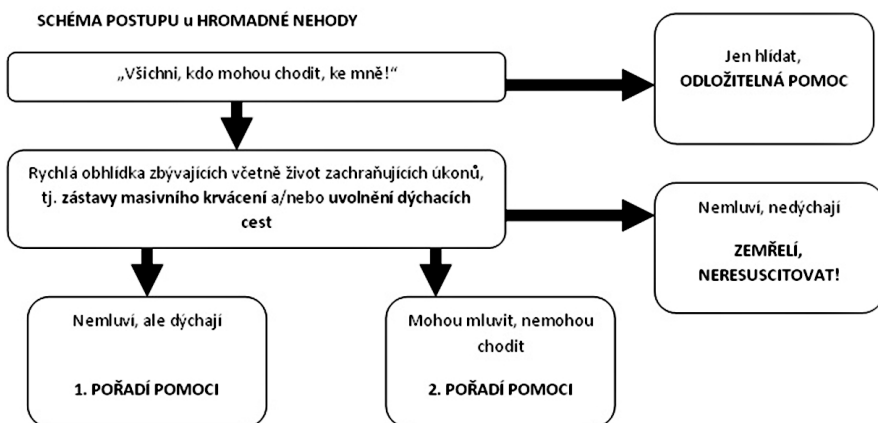 SCHÉMA POSTUPU u HROMADNÉ NEHODY
„Všichni, kdo mohou chodit, ke mně!“
Jen hlídat,
ODLOŽITELNÁ POMOC
Rychlá obhlídka zbývajících včetně život zachraňujících úkonů,
tj. zástavy masivního krvácení a/nebo uvolnění dýchacích
cest
Nemluví, nedýchají
ZEMŘELÍ,
NERESUSCITOVAT!
Nemluví, ale dýchají
1. POŘADÍ POMOCI
Mohou mluvit, nemohou
chodit
2. POŘADÍ POMOCI